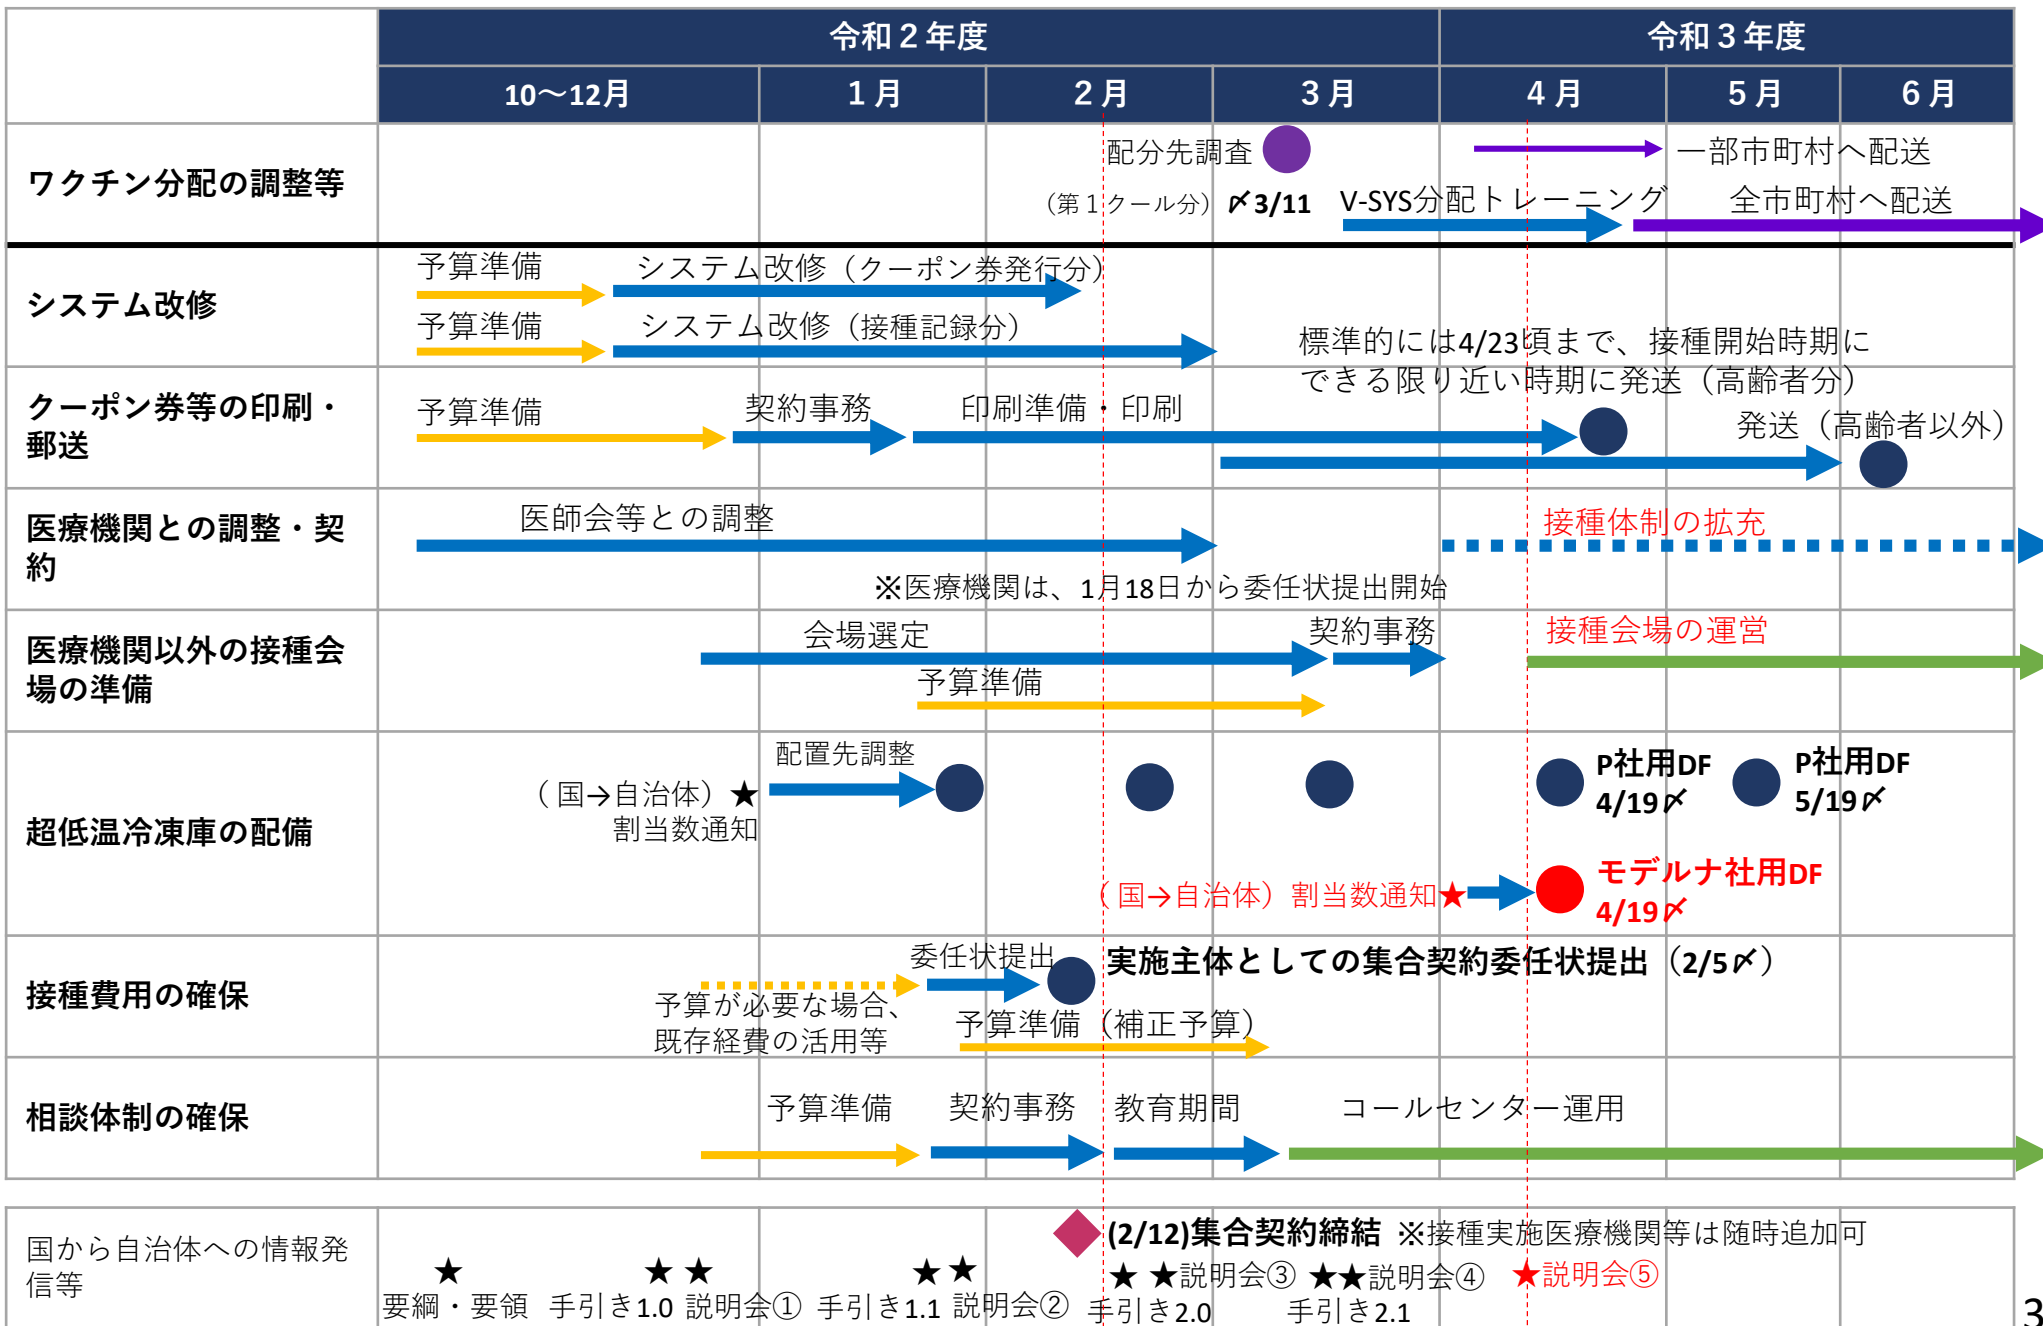 令和２年度
令和３年度
10～12月
１月
２月
３月
４月
５月
６月
ワクチン分配の調整等
配分先調査
（第１クール分）
〆3/11
一部市町村へ配送
V-SYS分配トレーニング
全市町村へ配送
システム改修
予算準備
システム改修（クーポン券発行分）
予算準備
システム改修（接種記録分）
標準的には4/23頃まで、接種開始時期に
できる限り近い時期に発送（高齢者分）
クーポン券等の印刷・
郵送
予算準備
契約事務
印刷準備・印刷
発送（高齢者以外）
医療機関との調整・契
約
医師会等との調整
接種体制の拡充
※医療機関は、1月18日から委任状提出開始
医療機関以外の接種会
場の準備
会場選定
契約事務
接種会場の運営
予算準備
超低温冷凍庫の配備
配置先調整
（国→自治体）★
割当数通知
P社用DF
4/19〆
P社用DF
5/19〆
（国→自治体）割当数通知★
モデルナ社用DF
4/19〆
接種費用の確保
委任状提出
実施主体としての集合契約委任状提出（2/5〆）
予算が必要な場合、
既存経費の活用等
予算準備（補正予算）
相談体制の確保
予算準備
契約事務
教育期間
コールセンター運用
国から自治体への情報発
信等
(2/12)集合契約締結 ※接種実施医療機関等は随時追加可
★
★ ★
★ ★
★ ★説明会③ ★★説明会④ ★説明会⑤
要綱・要領 手引き1.0 説明会① 手引き1.1 説明会② 手引き2.0 手引き2.1
3